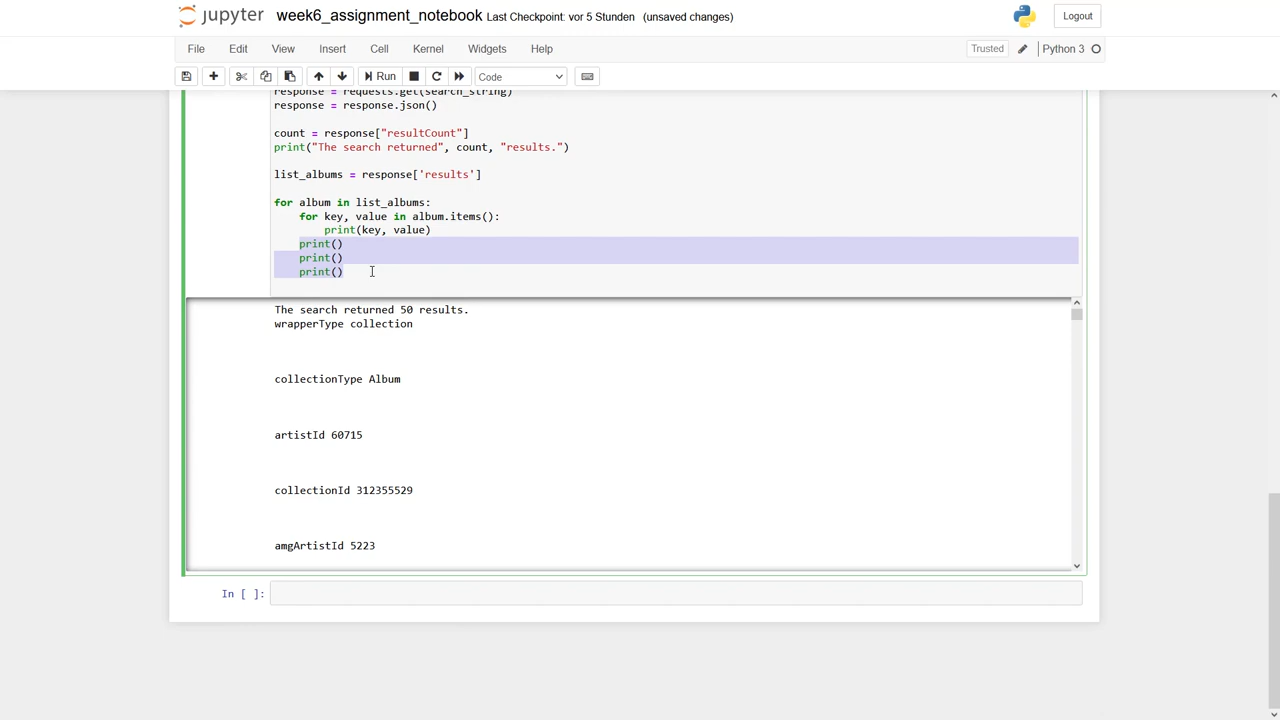 jupyter week6_assignment_notebook Last Checkpoint: vor 5 Stunden (unsaved changes) Logout
File Edit View Insert Cell Kernel Widgets Help Trusted Python 3
Run Code
response = requests.get(search_string)
response = response.json()
count = response["resultCount"]
print("The search returned", count, "results.")
list_albums = response['results']
for album in list_albums:
    for key, value in album.items():
        print(key, value)
    print()
    print()
    print()
The search returned 50 results.
wrapperType collection
collectionType Album
artistId 60715
collectionId 312355529
amgArtistId 5223
In [ ]: